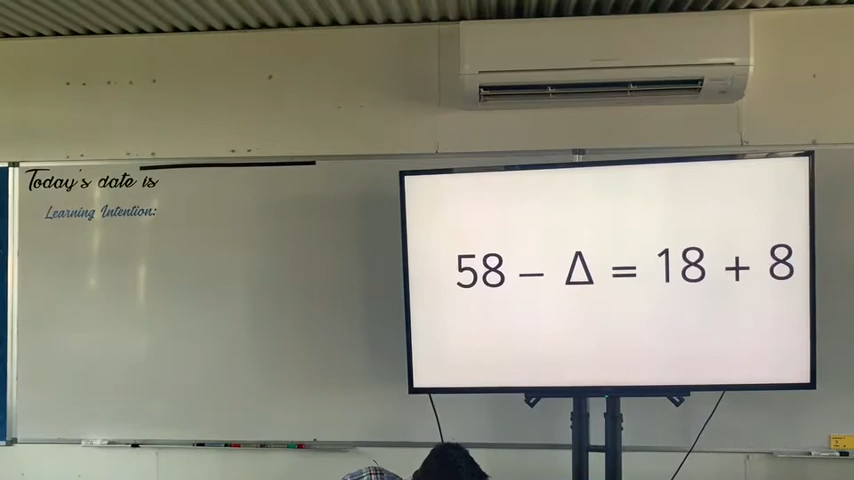 Today's date is
Learning Intention:
58 − Δ = 18 + 8